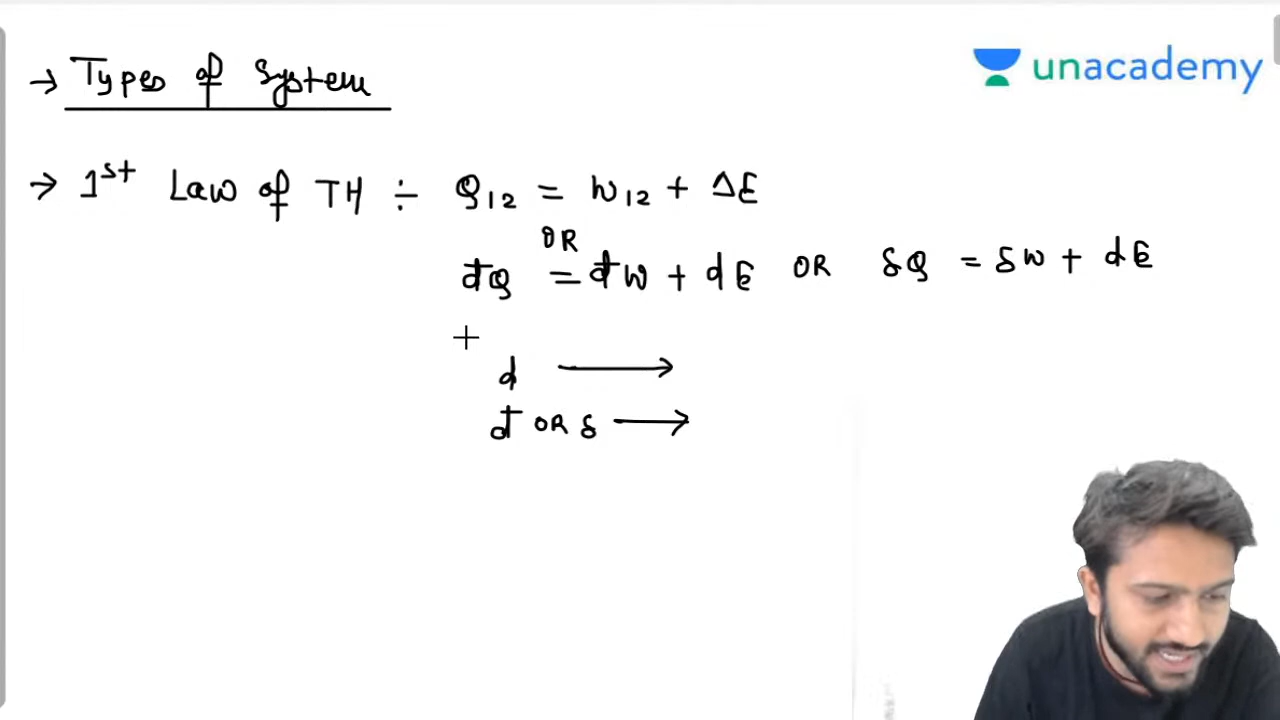 → Types of System
unacademy
→ 1st Law of TH ÷ Q12 = W12 + ΔE
OR
đQ = đW + dE OR δQ = δW + dE
d →
đ OR δ →